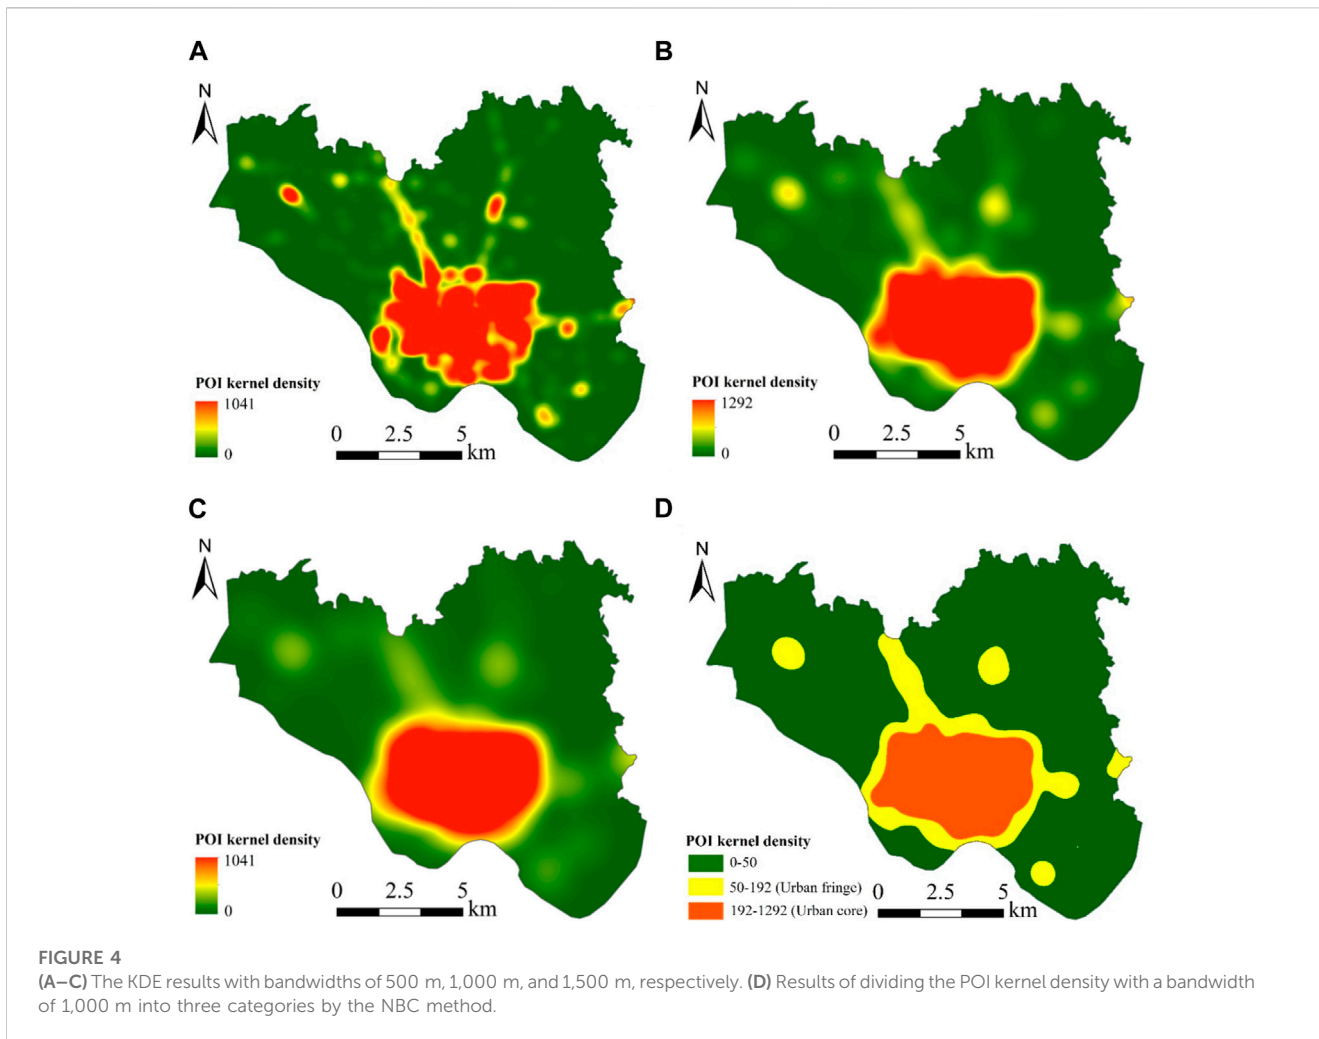 A
N
POI kernel density
1041
0
0 2.5 5
km
B
N
POI kernel density
1292
0
0 2.5 5
km
C
N
POI kernel density
1041
0
0 2.5 5
km
D
N
POI kernel density
0-50
50-192 (Urban fringe)
192-1292 (Urban core)
0 2.5 5
km
FIGURE 4
(A–C) The KDE results with bandwidths of 500 m, 1,000 m, and 1,500 m, respectively. (D) Results of dividing the POI kernel density with a bandwidth
of 1,000 m into three categories by the NBC method.